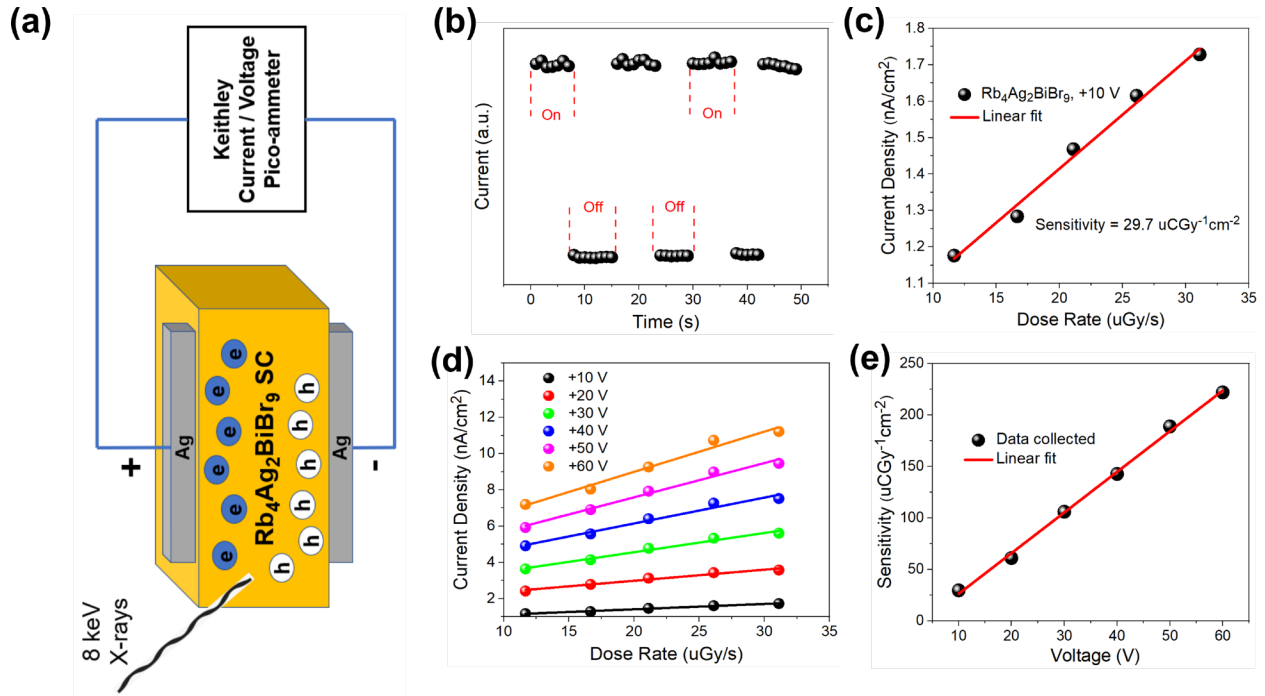 (a)
Keithley
Current / Voltage
Pico-ammeter
+
-
Ag
Rb₄Ag₂BiBr₉ SC
Ag
e
e
e
e
e
e
h
h
h
h
h
h
8 keV
X-rays
(b)
Current (a.u.)
On
On
Off
Off
0 10 20 30 40 50
Time (s)
(c)
Current Density (nA/cm2)
1.8
1.7
1.6
1.5
1.4
1.3
1.2
1.1
Rb₄Ag₂BiBr₉, +10 V
Linear fit
Sensitivity = 29.7 uCGy⁻¹cm⁻²
10 15 20 25 30 35
Dose Rate (uGy/s)
(d)
Current Density (nA/cm2)
14
12
10
8
6
4
2
+10 V
+20 V
+30 V
+40 V
+50 V
+60 V
10 15 20 25 30 35
Dose Rate (uGy/s)
(e)
Sensitivity (uCGy⁻¹cm⁻²)
250
200
150
100
50
0
Data collected
Linear fit
10 20 30 40 50 60
Voltage (V)